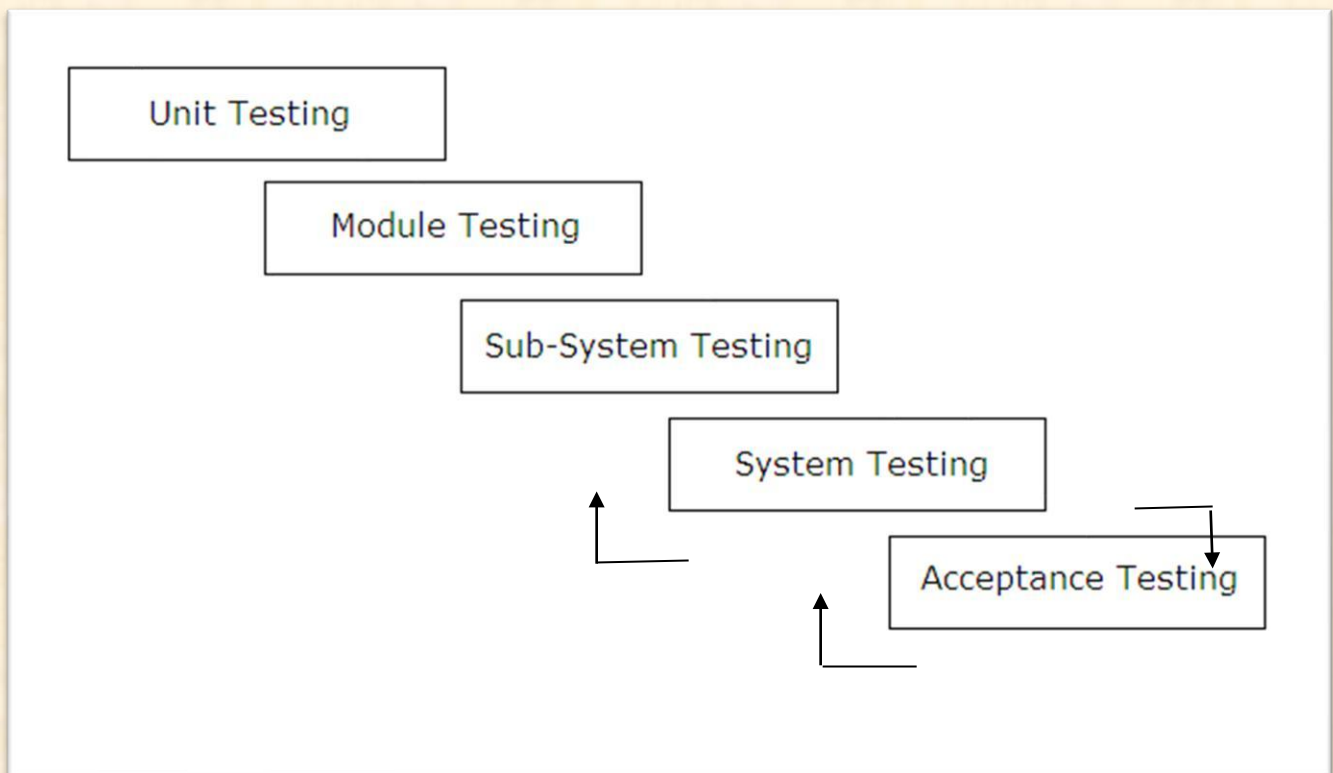 Unit Testing
Module Testing
Sub-System Testing
System Testing
Acceptance Testing